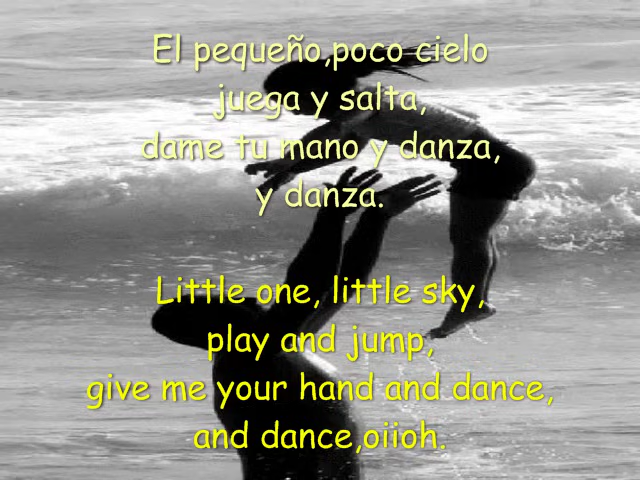 El pequeño,poco cielo
juega y salta,
dame tu mano y danza,
y danza.
Little one, little sky,
play and jump,
give me your hand and dance,
and dance,oiioh.